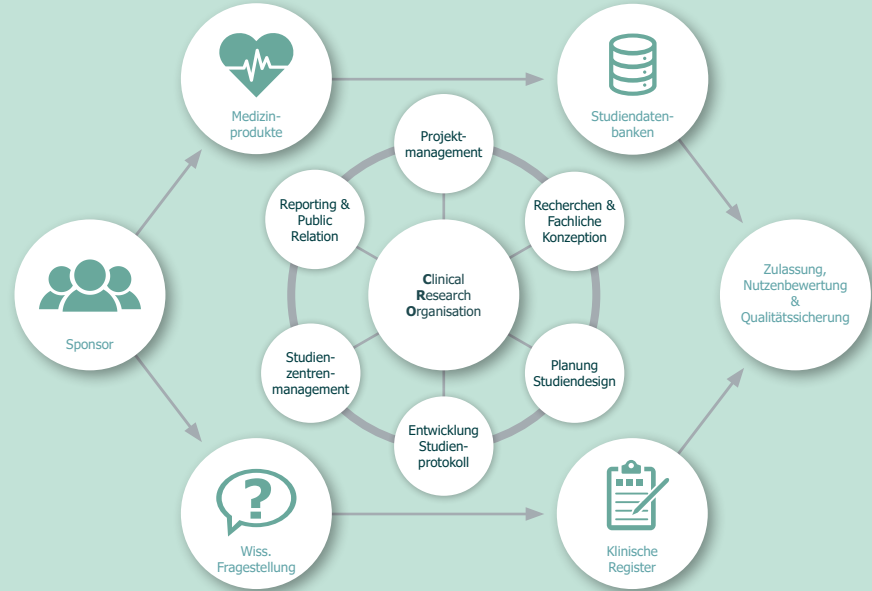 Medizin-
produkte
Studiendaten-
banken
Projekt-
management
Reporting &
Public
Relation
Recherchen &
Fachliche
Konzeption
Clinical
Research
Organisation
Sponsor
Zulassung,
Nutzenbewertung
&
Qualitätssicherung
Studien-
zentren-
management
Planung
Studiendesign
Entwicklung
Studien-
protokoll
?
Wiss.
Fragestellung
Klinische
Register